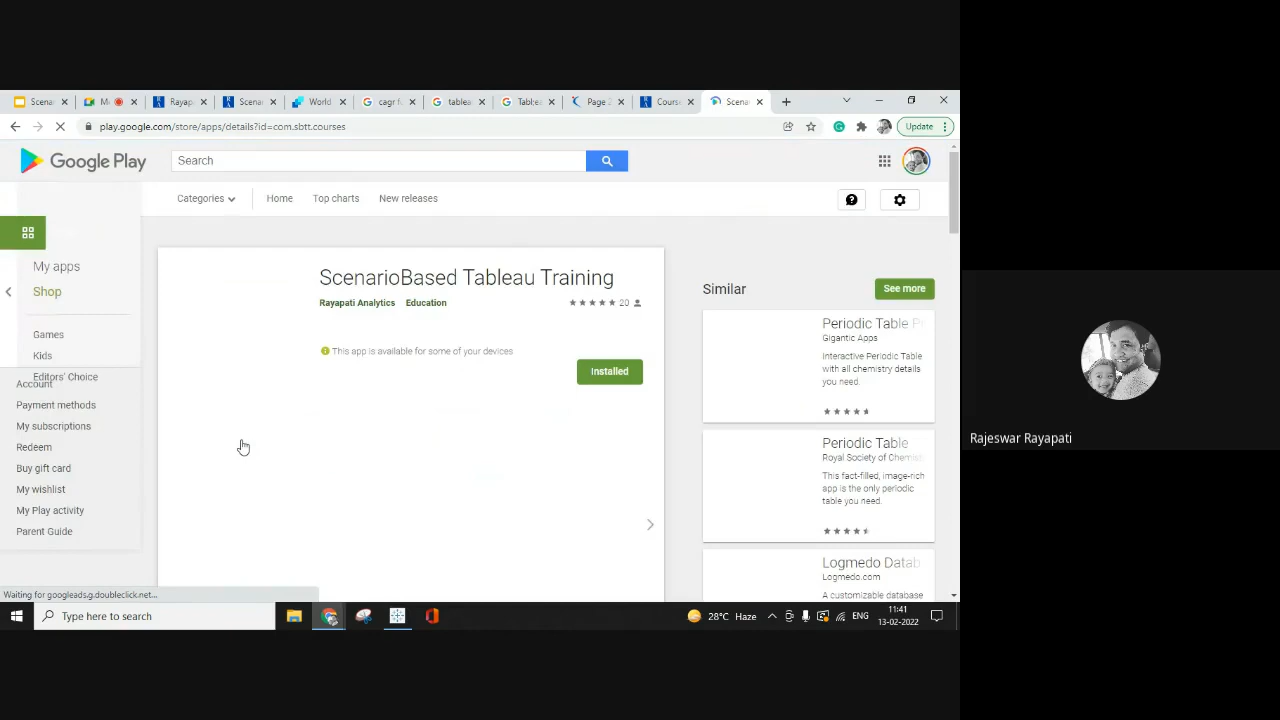 Scena
M
Rayap
Scenar
World
cagr fo
tablea
Tablea
Page 2
Course
Scena
play.google.com/store/apps/details?id=com.sbtt.courses
Update
Google Play
Search
Categories
Home
Top charts
New releases
My apps
Shop
Games
Kids
Editors' Choice
Account
Payment methods
My subscriptions
Redeem
Buy gift card
My wishlist
My Play activity
Parent Guide
ScenarioBased Tableau Training
Rayapati Analytics Education
20
This app is available for some of your devices
Installed
Similar
See more
Periodic Table P
Gigantic Apps
Interactive Periodic Table
with all chemistry details
you need.
Periodic Table
Royal Society of Chemis
This fact-filled, image-rich
app is the only periodic
table you need.
Logmedo Datab
Logmedo.com
A customizable database
Waiting for googleads.g.doubleclick.net...
Type here to search
28°C Haze
ENG
11:41
13-02-2022
Rajeswar Rayapati